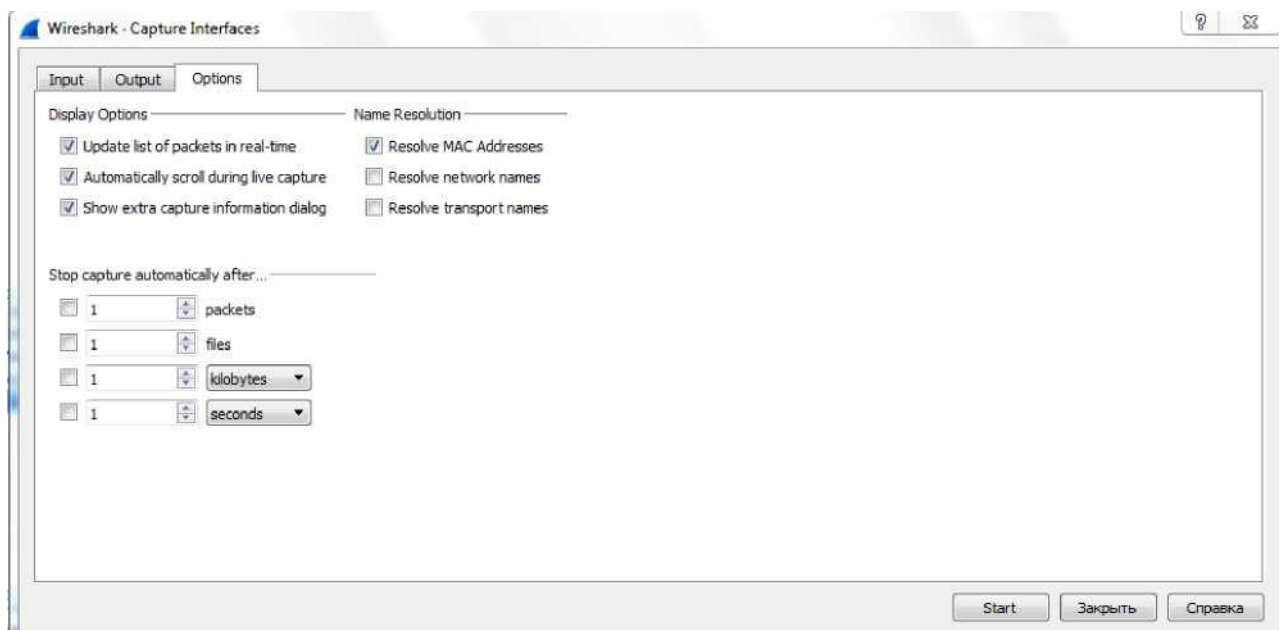 Wireshark - Capture Interfaces
?
Input Output Options
Display Options
Update list of packets in real-time
Automatically scroll during live capture
Show extra capture information dialog
Name Resolution
Resolve MAC Addresses
Resolve network names
Resolve transport names
Stop capture automatically after...
1 packets
1 files
1 kilobytes
1 seconds
Start Закрыть Справка